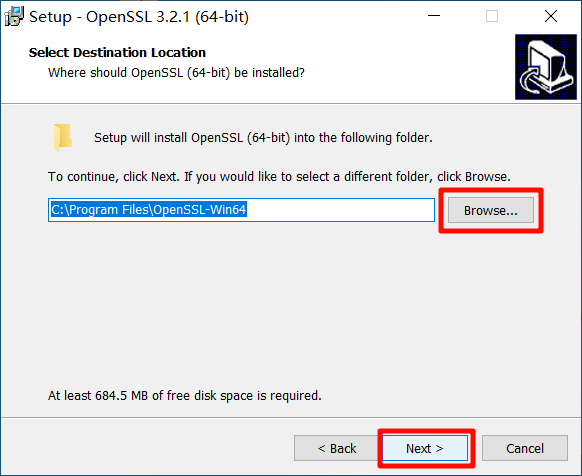 Setup - OpenSSL 3.2.1 (64-bit)
Select Destination Location
Where should OpenSSL (64-bit) be installed?
Setup will install OpenSSL (64-bit) into the following folder.
To continue, click Next. If you would like to select a different folder, click Browse.
C:\Program Files\OpenSSL-Win64
Browse...
At least 684.5 MB of free disk space is required.
< Back
Next >
Cancel